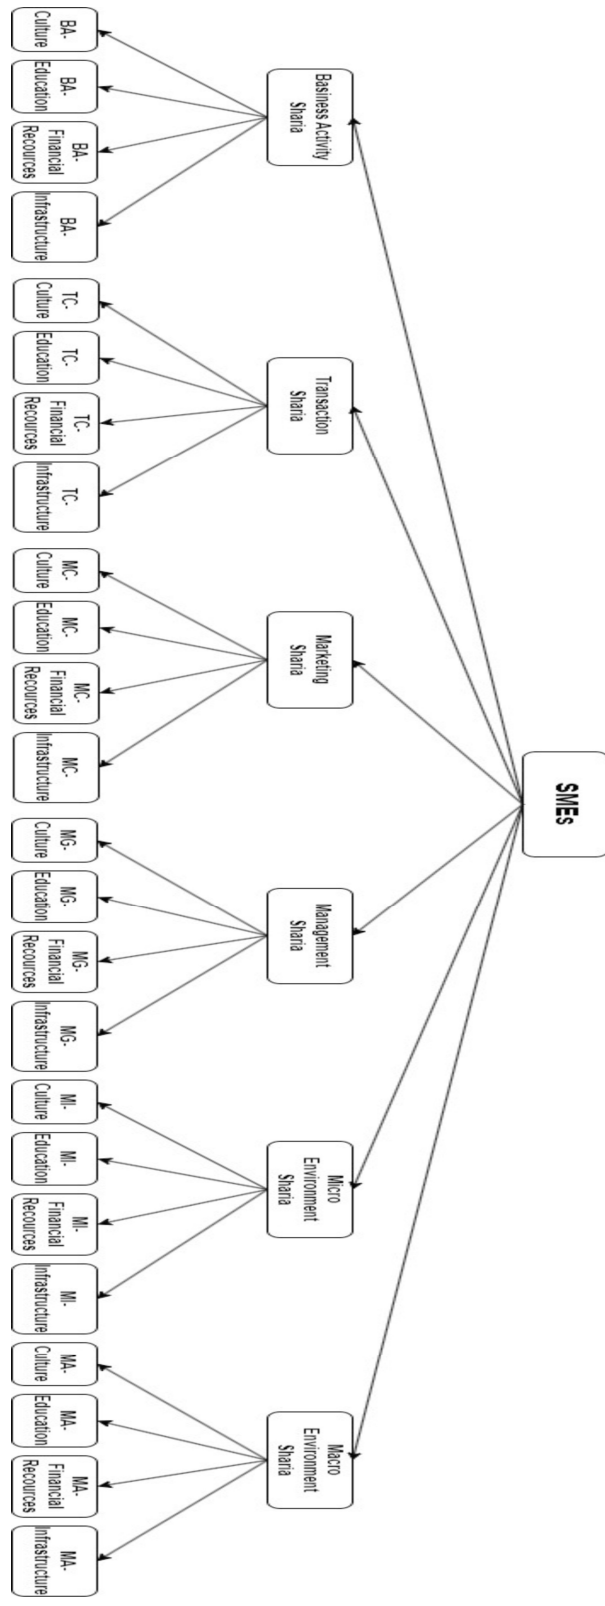 SMEs
Basiness Activity
Sharia
Transaction
Sharia
Marketing
Sharia
Management
Sharia
Micro
Environment
Sharia
Macro
Environment
Sharia
BA-
Culture
BA-
Education
BA-
Financial
Recources
BA-
Infrastructure
TC-
Culture
TC-
Education
TC-
Financial
Recources
TC-
Infrastructure
MC-
Culture
MC-
Education
MC-
Financial
Recources
MC-
Infrastructure
MG-
Culture
MG-
Education
MG-
Financial
Recources
MG-
Infrastructure
MI-
Culture
MI-
Education
MI-
Financial
Recources
MI-
Infrastructure
MA-
Culture
MA-
Education
MA-
Financial
Recources
MA-
Infrastructure